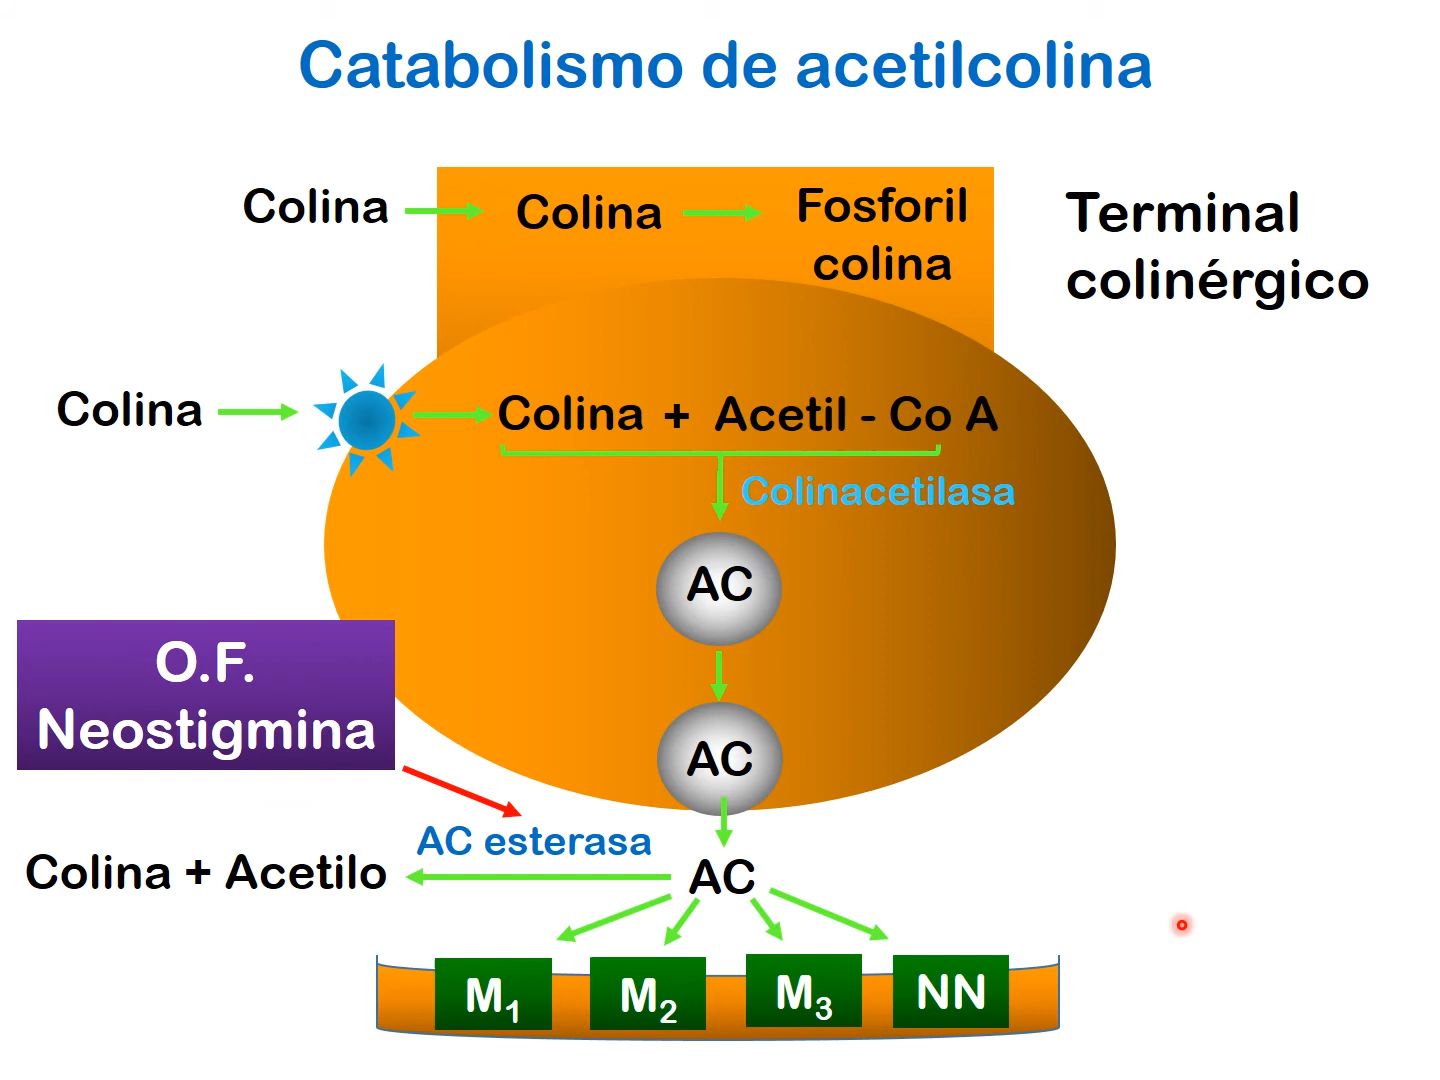 Catabolismo de acetilcolina
Colina
Colina
Fosforil
colina
Terminal
colinérgico
Colina
Colina + Acetil - Co A
Colinacetilasa
AC
O.F.
Neostigmina
AC
AC esterasa
Colina + Acetilo
AC
M1
M2
M3
NN